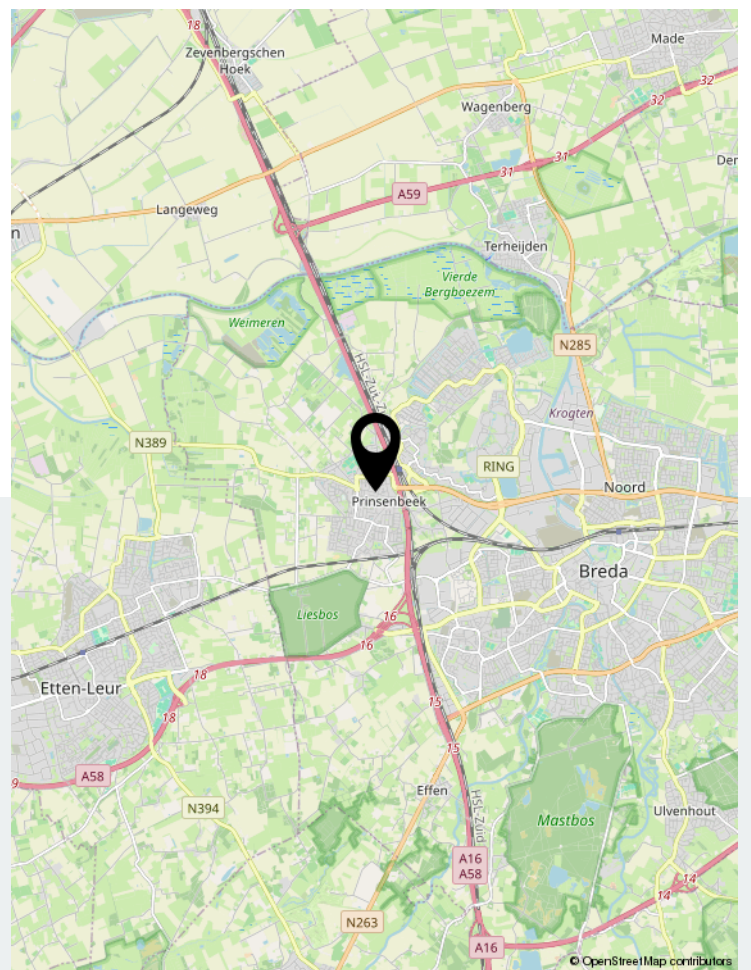 18
Zevenbergschen
Hoek
Made
32
32
Wagenberg
31
31
A59
Langeweg
n
Terheijden
Vierde
Bergboezem
Weimeren
N285
HSL-Zuid
Krogten
N389
RING
Noord
Prinsenbeek
Breda
Liesbos
16
16
Etten-Leur
18
18
15
15
9
A58
Effen
N394
HSL-Zuid
Ulvenhout
Mastbos
A16
A58
14
14
N263
A16
© OpenStreetMap contributors